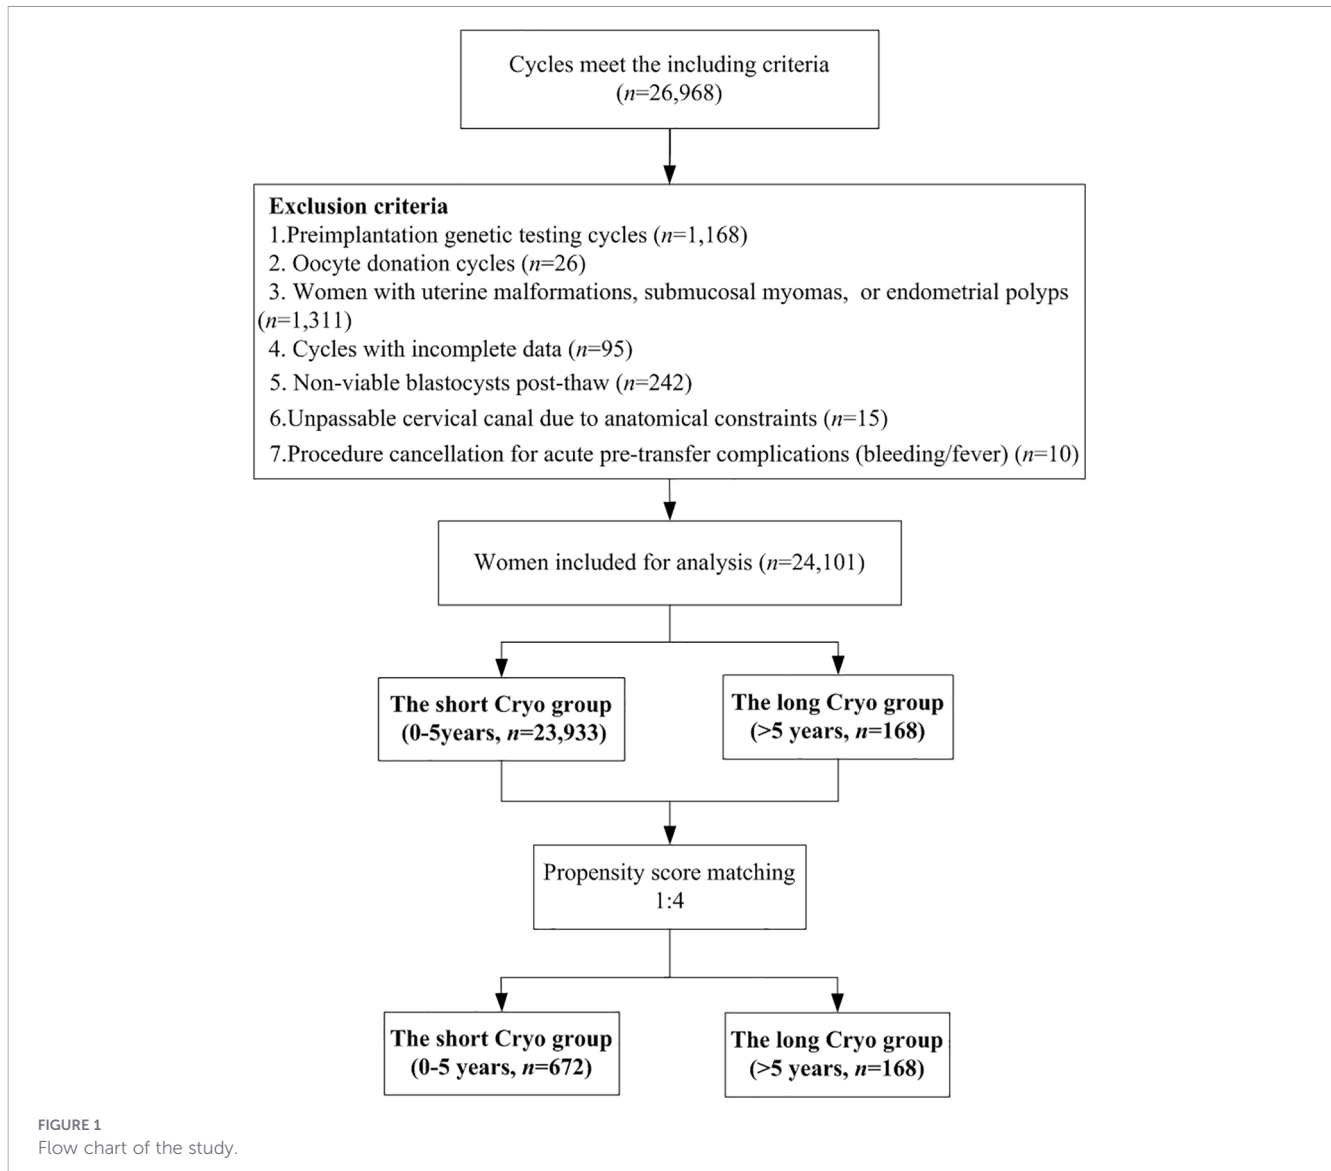 Cycles meet the including criteria
(n=26,968)
Exclusion criteria
1.Preimplantation genetic testing cycles (n=1,168)
2. Oocyte donation cycles (n=26)
3. Women with uterine malformations, submucosal myomas, or endometrial polyps
(n=1,311)
4. Cycles with incomplete data (n=95)
5. Non-viable blastocysts post-thaw (n=242)
6.Unpassable cervical canal due to anatomical constraints (n=15)
7.Procedure cancellation for acute pre-transfer complications (bleeding/fever) (n=10)
Women included for analysis (n=24,101)
The short Cryo group
(0-5years, n=23,933)
The long Cryo group
(>5 years, n=168)
Propensity score matching
1:4
The short Cryo group
(0-5 years, n=672)
The long Cryo group
(>5 years, n=168)
FIGURE 1
Flow chart of the study.